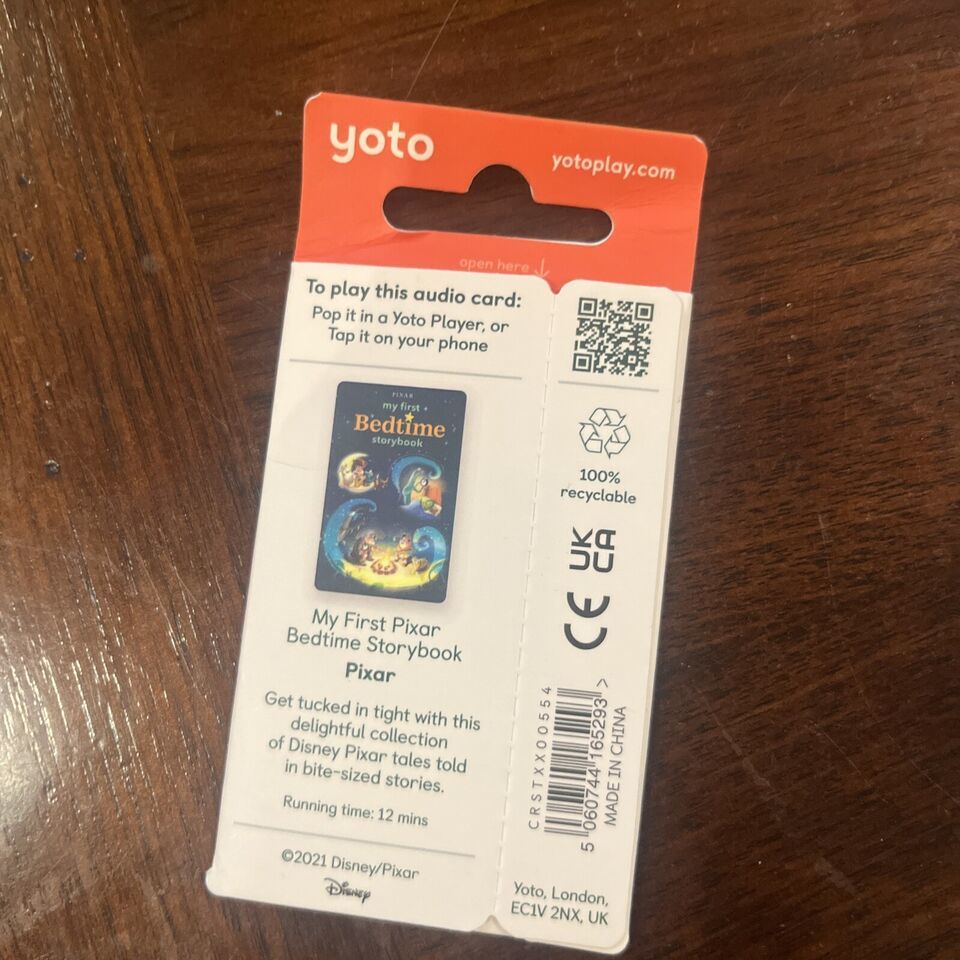 yoto
yotoplay.com
open here ↓
To play this audio card:
Pop it in a Yoto Player, or
Tap it on your phone
PIXAR
my first
Bedtime
storybook
My First Pixar
Bedtime Storybook
Pixar
Get tucked in tight with this
delightful collection
of Disney Pixar tales told
in bite-sized stories.
Running time: 12 mins
©2021 Disney/Pixar
Disney
100%
recyclable
UK
CA
CE
CRSTXX00554
5 060744 165293 >
MADE IN CHINA
Yoto, London,
EC1V 2NX, UK